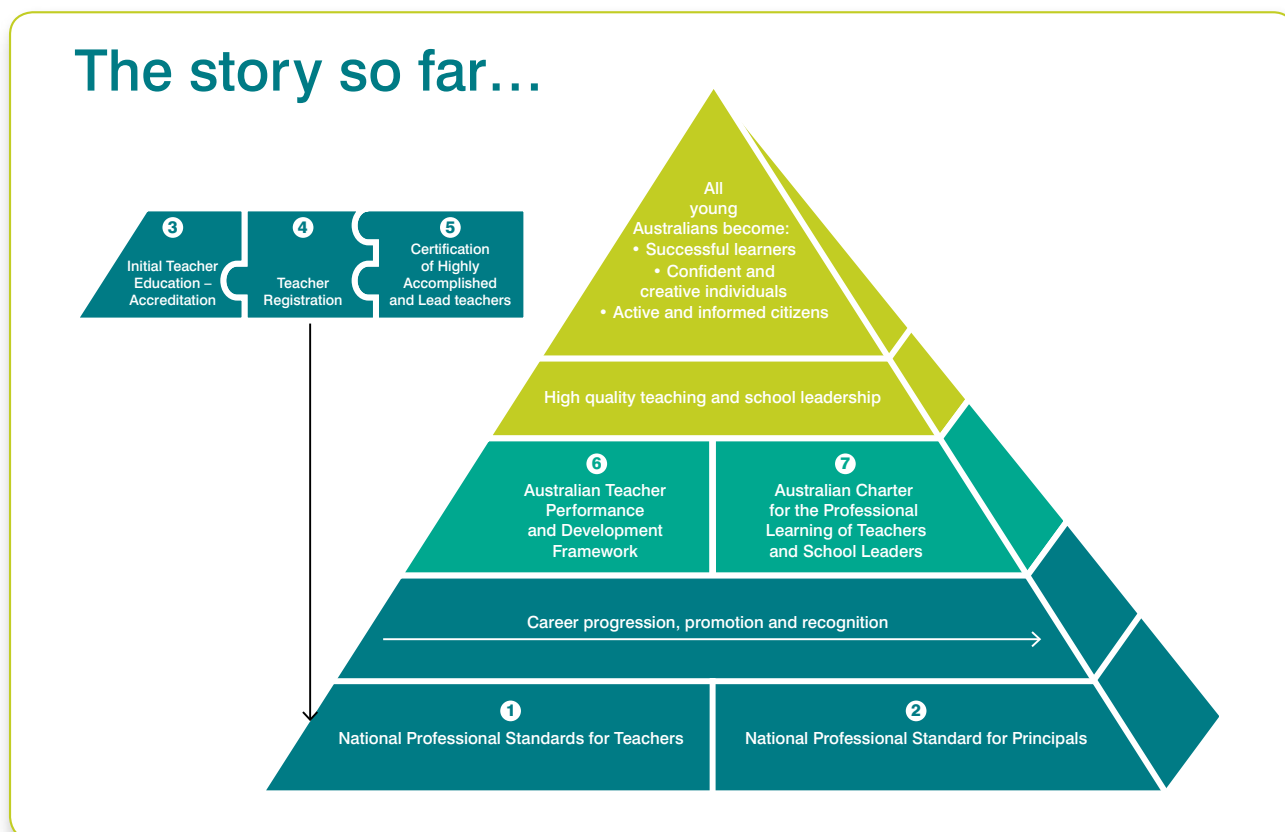 The story so far...
3
Initial Teacher
Education –
Accreditation
4
Teacher
Registration
5
Certification
of Highly
Accomplished
and Lead teachers
All
young
Australians become:
• Successful learners
• Confident and
creative individuals
• Active and informed citizens
High quality teaching and school leadership
6
Australian Teacher
Performance
and Development
Framework
7
Australian Charter
for the Professional
Learning of Teachers
and School Leaders
Career progression, promotion and recognition
1
National Professional Standards for Teachers
2
National Professional Standard for Principals